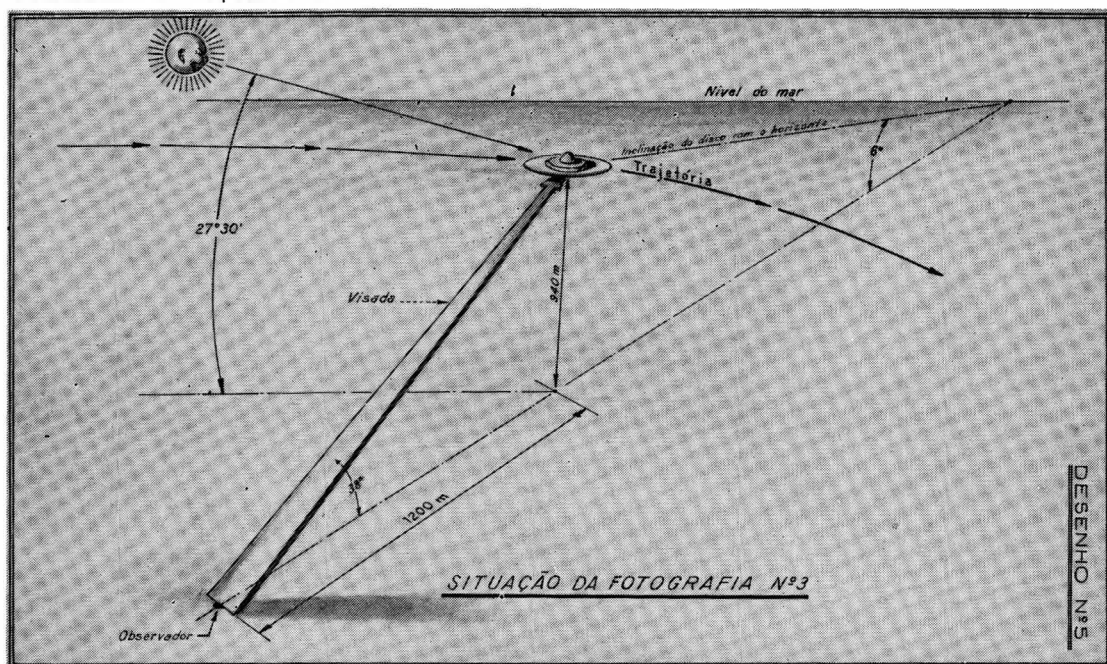 Nível do mar
Inclinação do disco com o horizonte
6°
Trajetória
27°30'
Visada
940 m
38°
1200 m
SITUAÇÃO DA FOTOGRAFIA Nº3
Observador
DESENHO Nº5